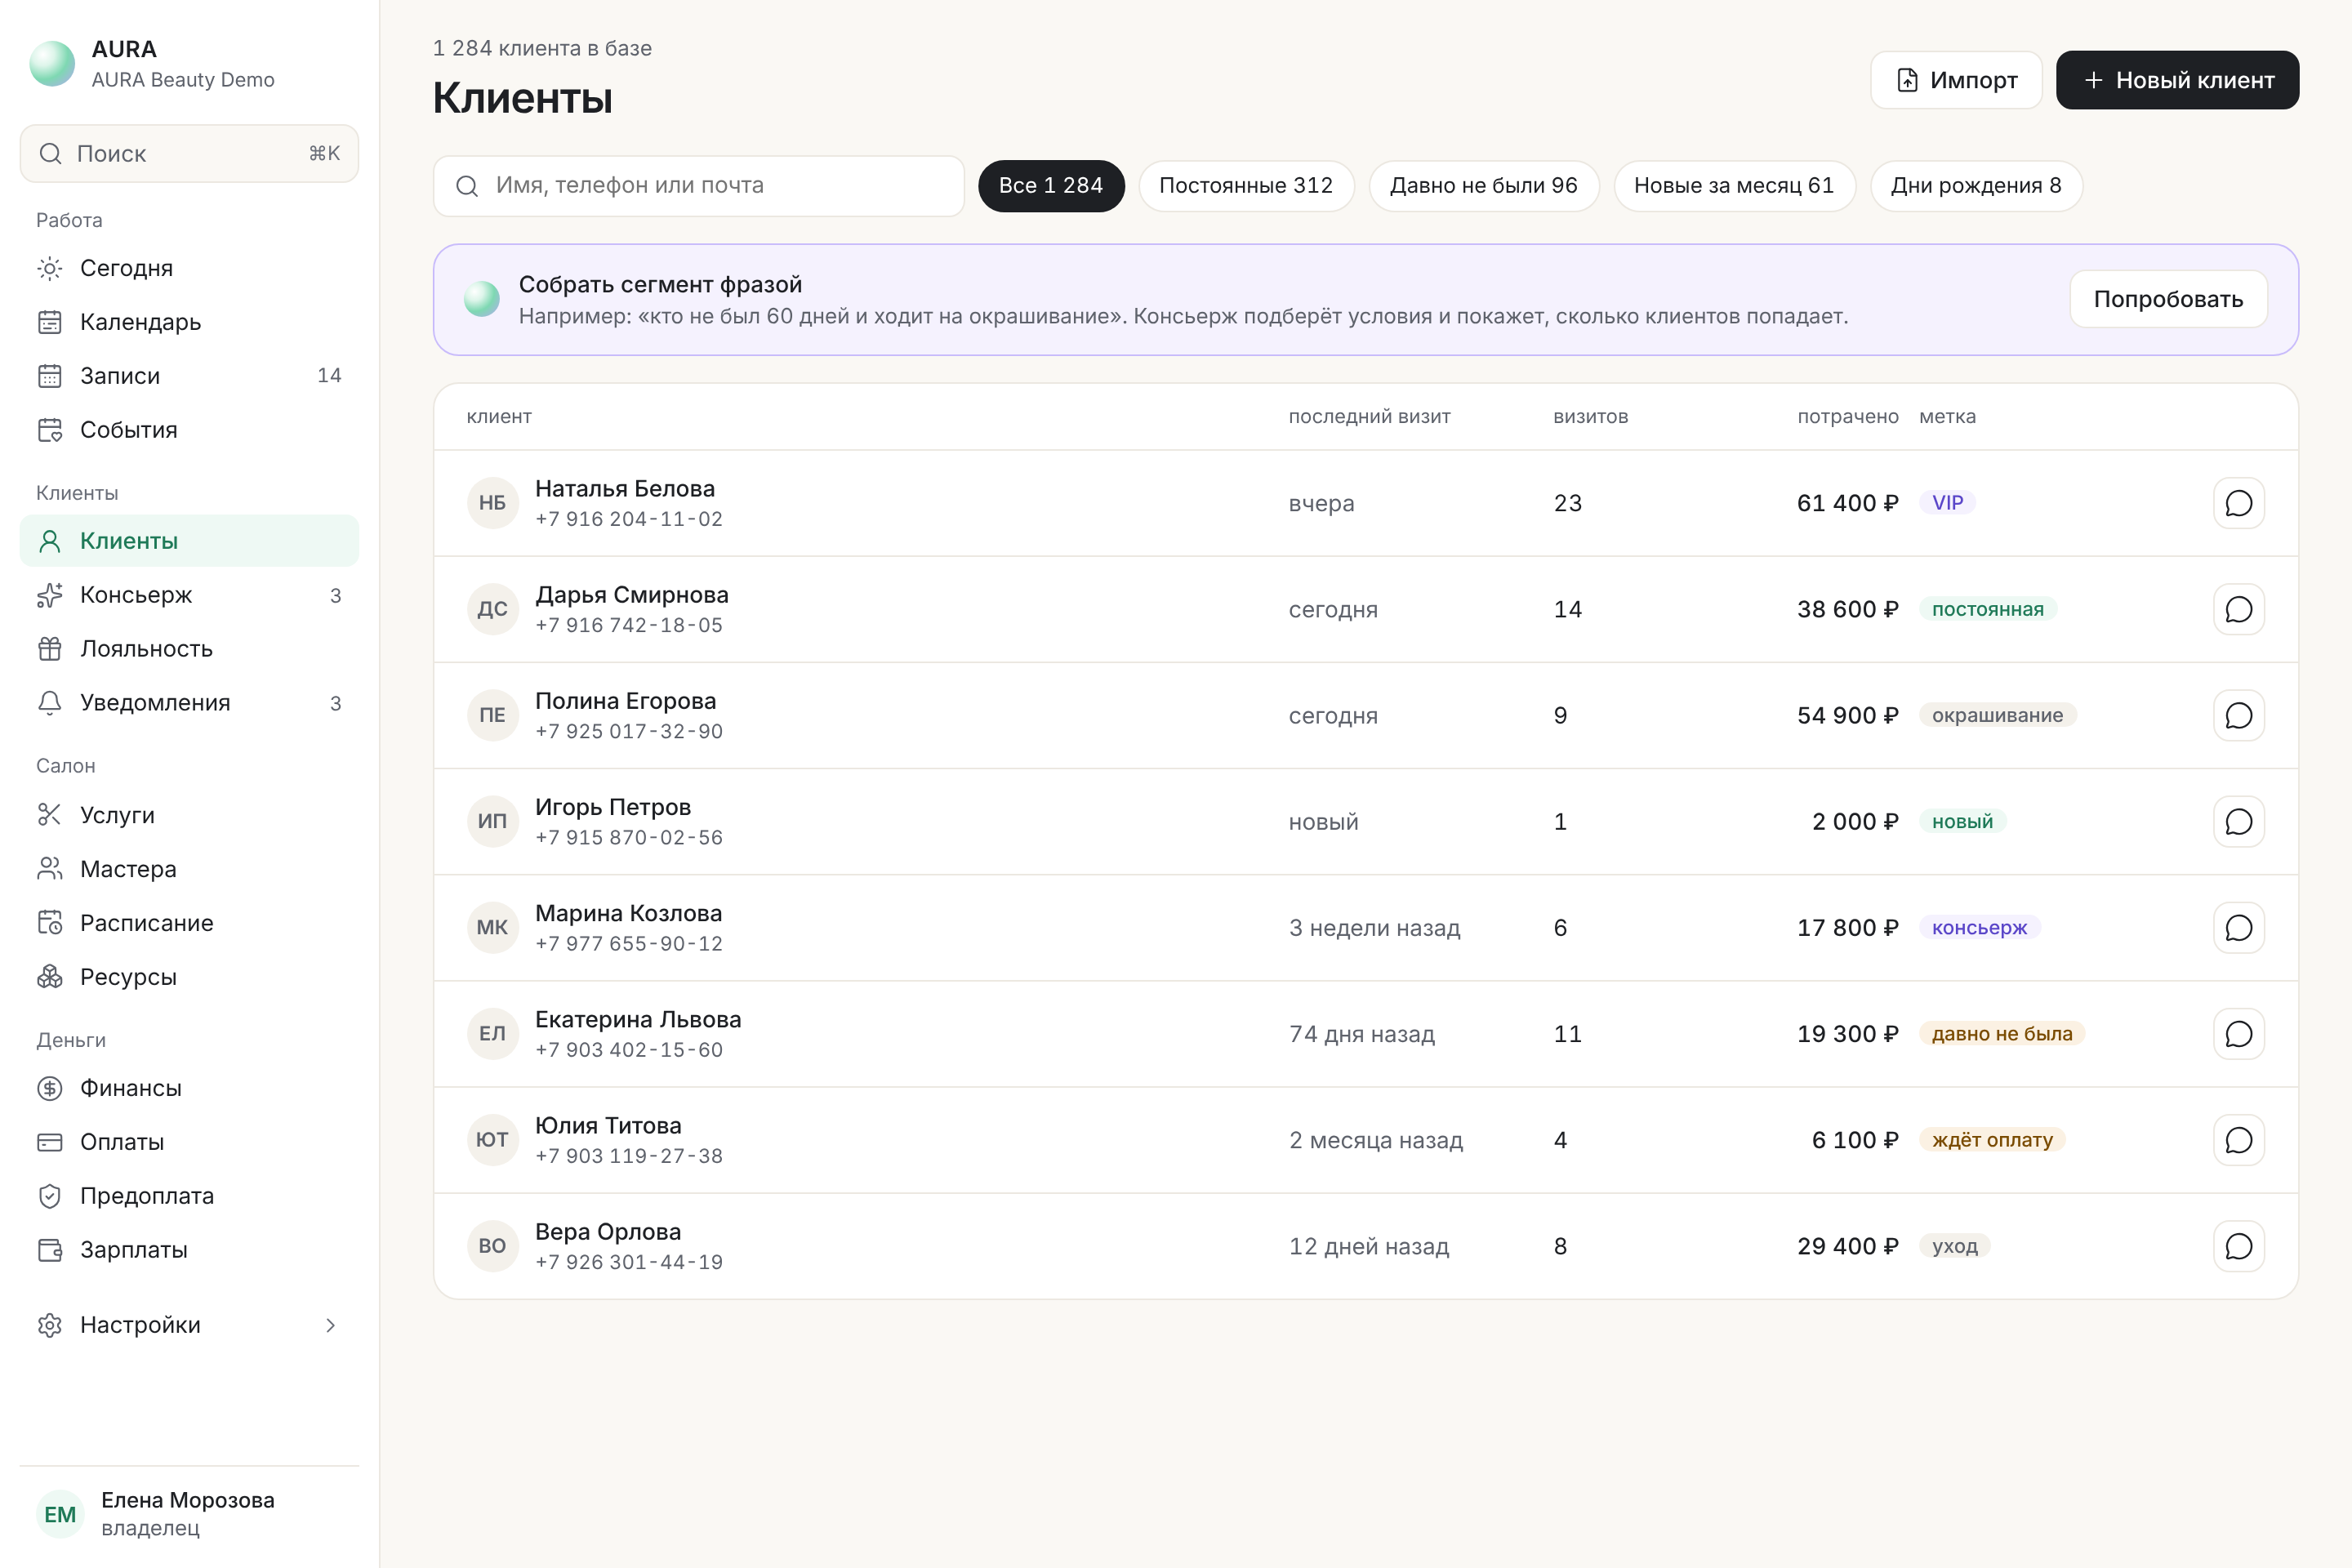 AURA
AURA Beauty Demo
Поиск ⌘K
Работа
Сегодня
Календарь
Записи 14
События
Клиенты
Клиенты
Консьерж 3
Лояльность
Уведомления 3
Салон
Услуги
Мастера
Расписание
Ресурсы
Деньги
Финансы
Оплаты
Предоплата
Зарплаты
Настройки
ЕМ
Елена Морозова
владелец
1 284 клиента в базе
Клиенты
Импорт
Новый клиент
Имя, телефон или почта
Все 1 284
Постоянные 312
Давно не были 96
Новые за месяц 61
Дни рождения 8
Собрать сегмент фразой
Например: «кто не был 60 дней и ходит на окрашивание». Консьерж подберёт условия и покажет, сколько клиентов попадает.
Попробовать
клиент последний визит визитов потрачено метка
НБ Наталья Белова вчера 23 61 400 ₽ VIP
+7 916 204-11-02
ДС Дарья Смирнова сегодня 14 38 600 ₽ постоянная
+7 916 742-18-05
ПЕ Полина Егорова сегодня 9 54 900 ₽ окрашивание
+7 925 017-32-90
ИП Игорь Петров новый 1 2 000 ₽ новый
+7 915 870-02-56
МК Марина Козлова 3 недели назад 6 17 800 ₽ консьерж
+7 977 655-90-12
ЕЛ Екатерина Львова 74 дня назад 11 19 300 ₽ давно не была
+7 903 402-15-60
ЮТ Юлия Титова 2 месяца назад 4 6 100 ₽ ждёт оплату
+7 903 119-27-38
ВО Вера Орлова 12 дней назад 8 29 400 ₽ уход
+7 926 301-44-19